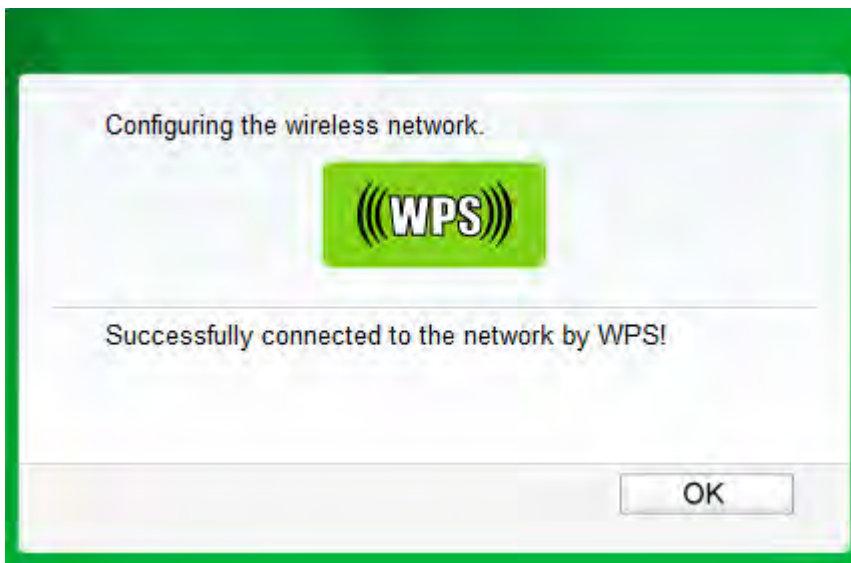 Configuring the wireless network.
WPS
Successfully connected to the network by WPS!
OK